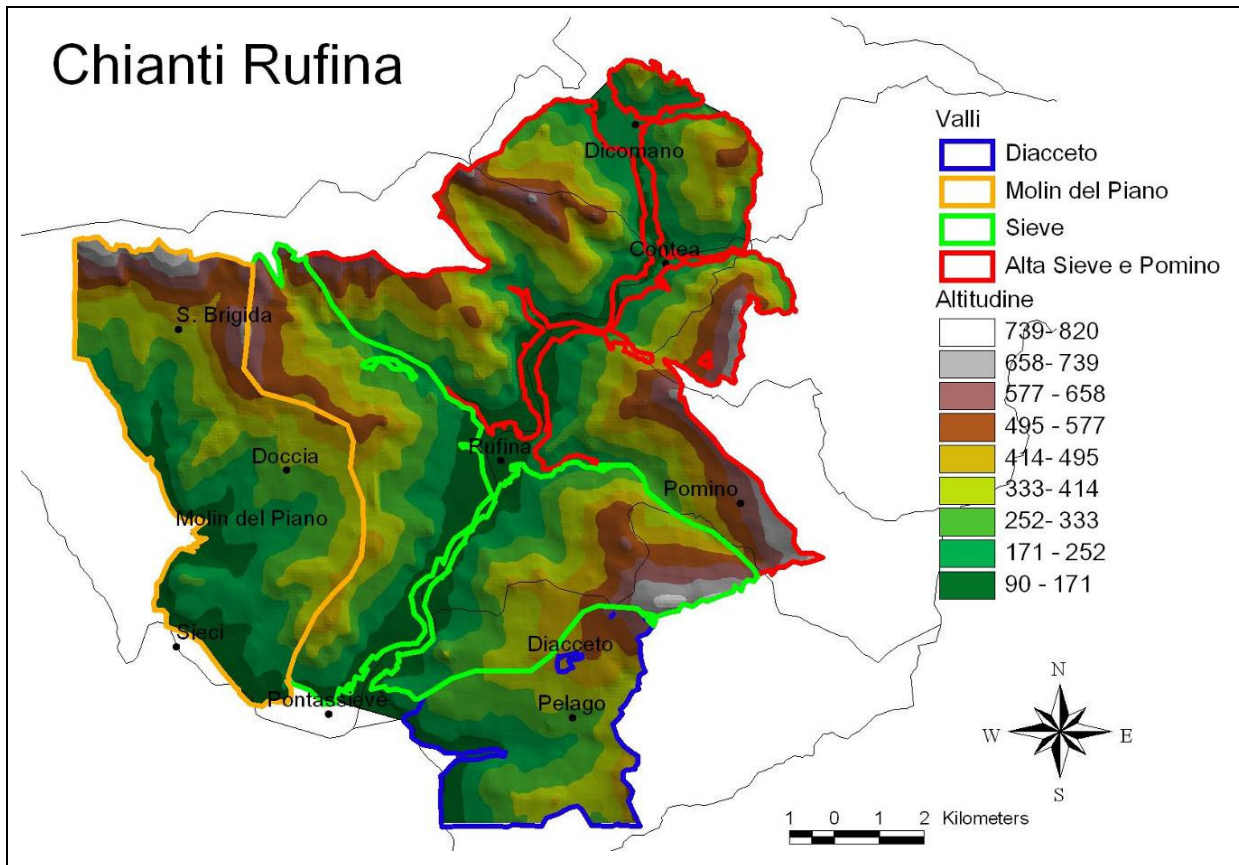 Chianti Rufina
Dicomano
Contea
S. Brigida
Rufina
Doccia
Pomino
Molin del Piano
Sieci
Diacceto
Pontassieve
Pelago
Valli
Diacceto
Molin del Piano
Sieve
Alta Sieve e Pomino
Altitudine
739- 820
658-739
577 - 658
495 - 577
414- 495
333- 414
252- 333
171 - 252
90 - 171
N
W E
S
1 0 1 2 Kilometers